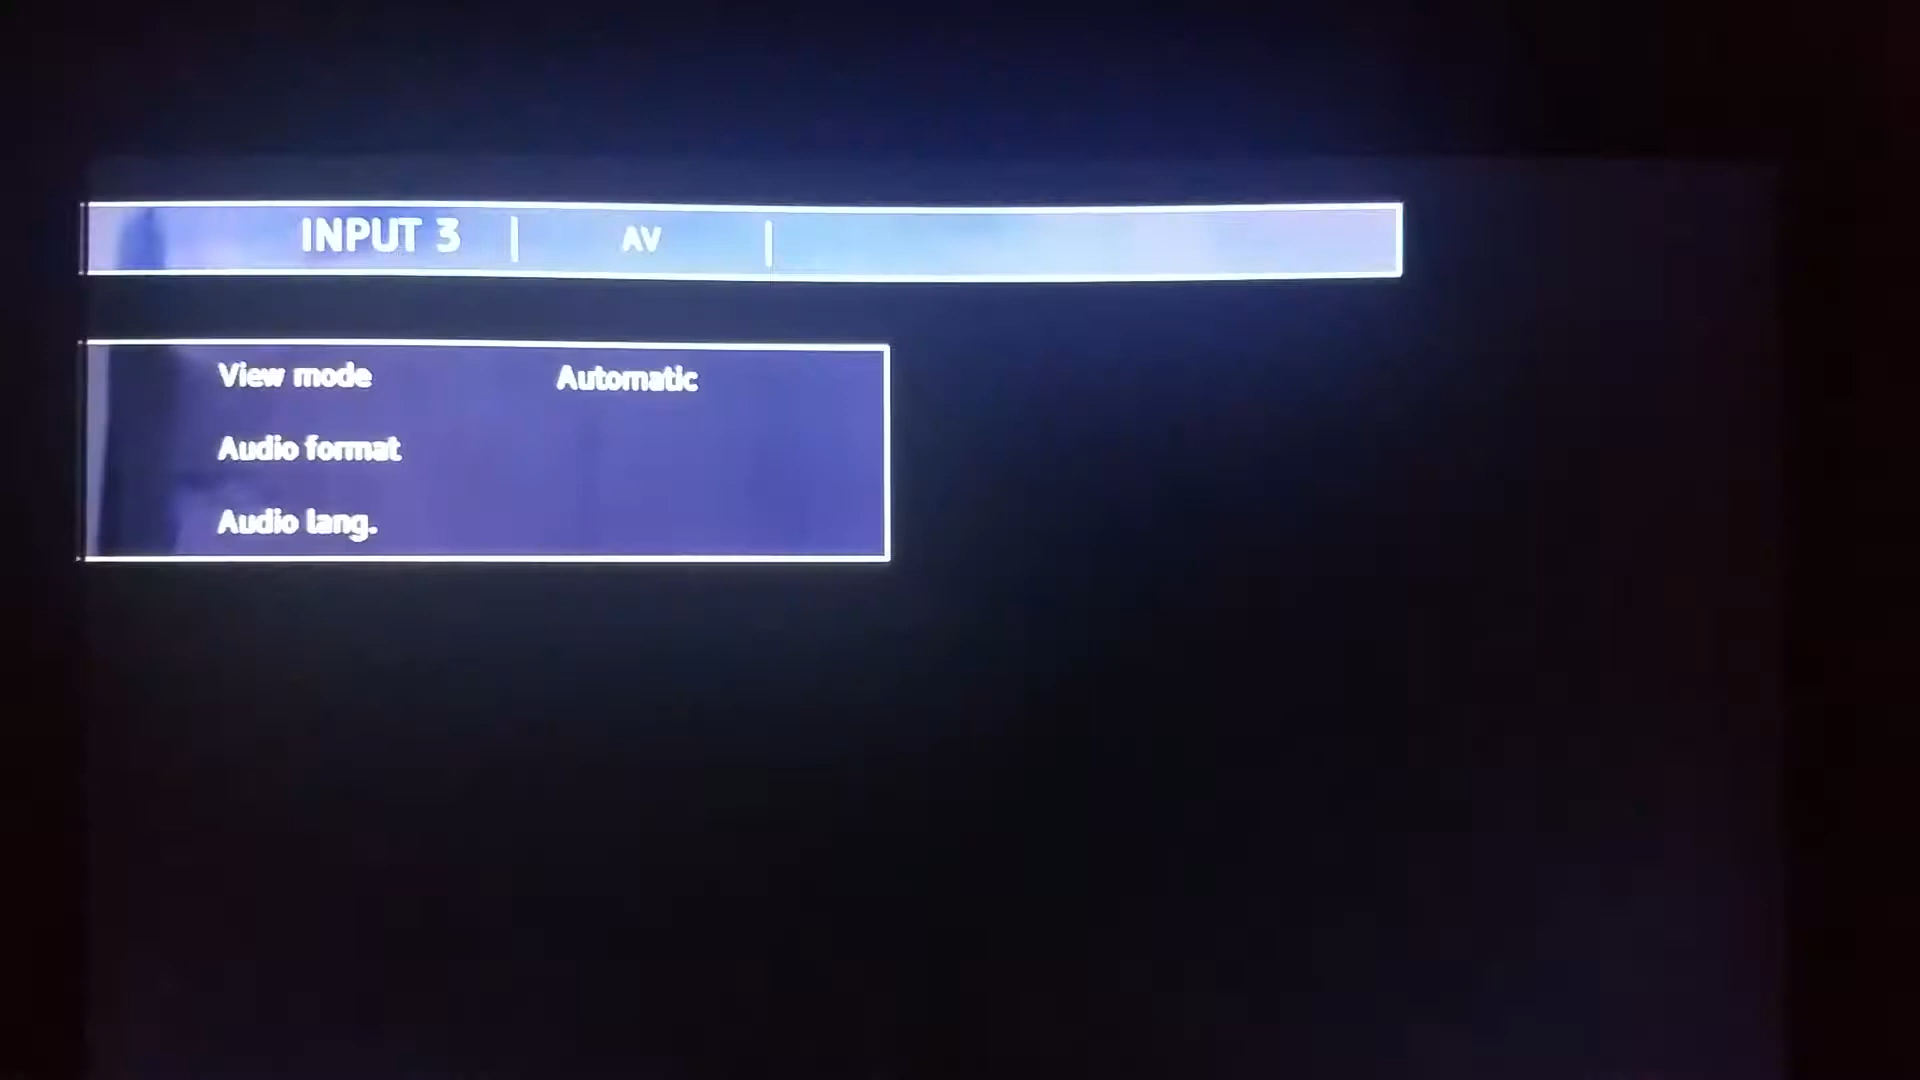 INPUT 3 | AV |
View mode Automatic
Audio format
Audio lang.